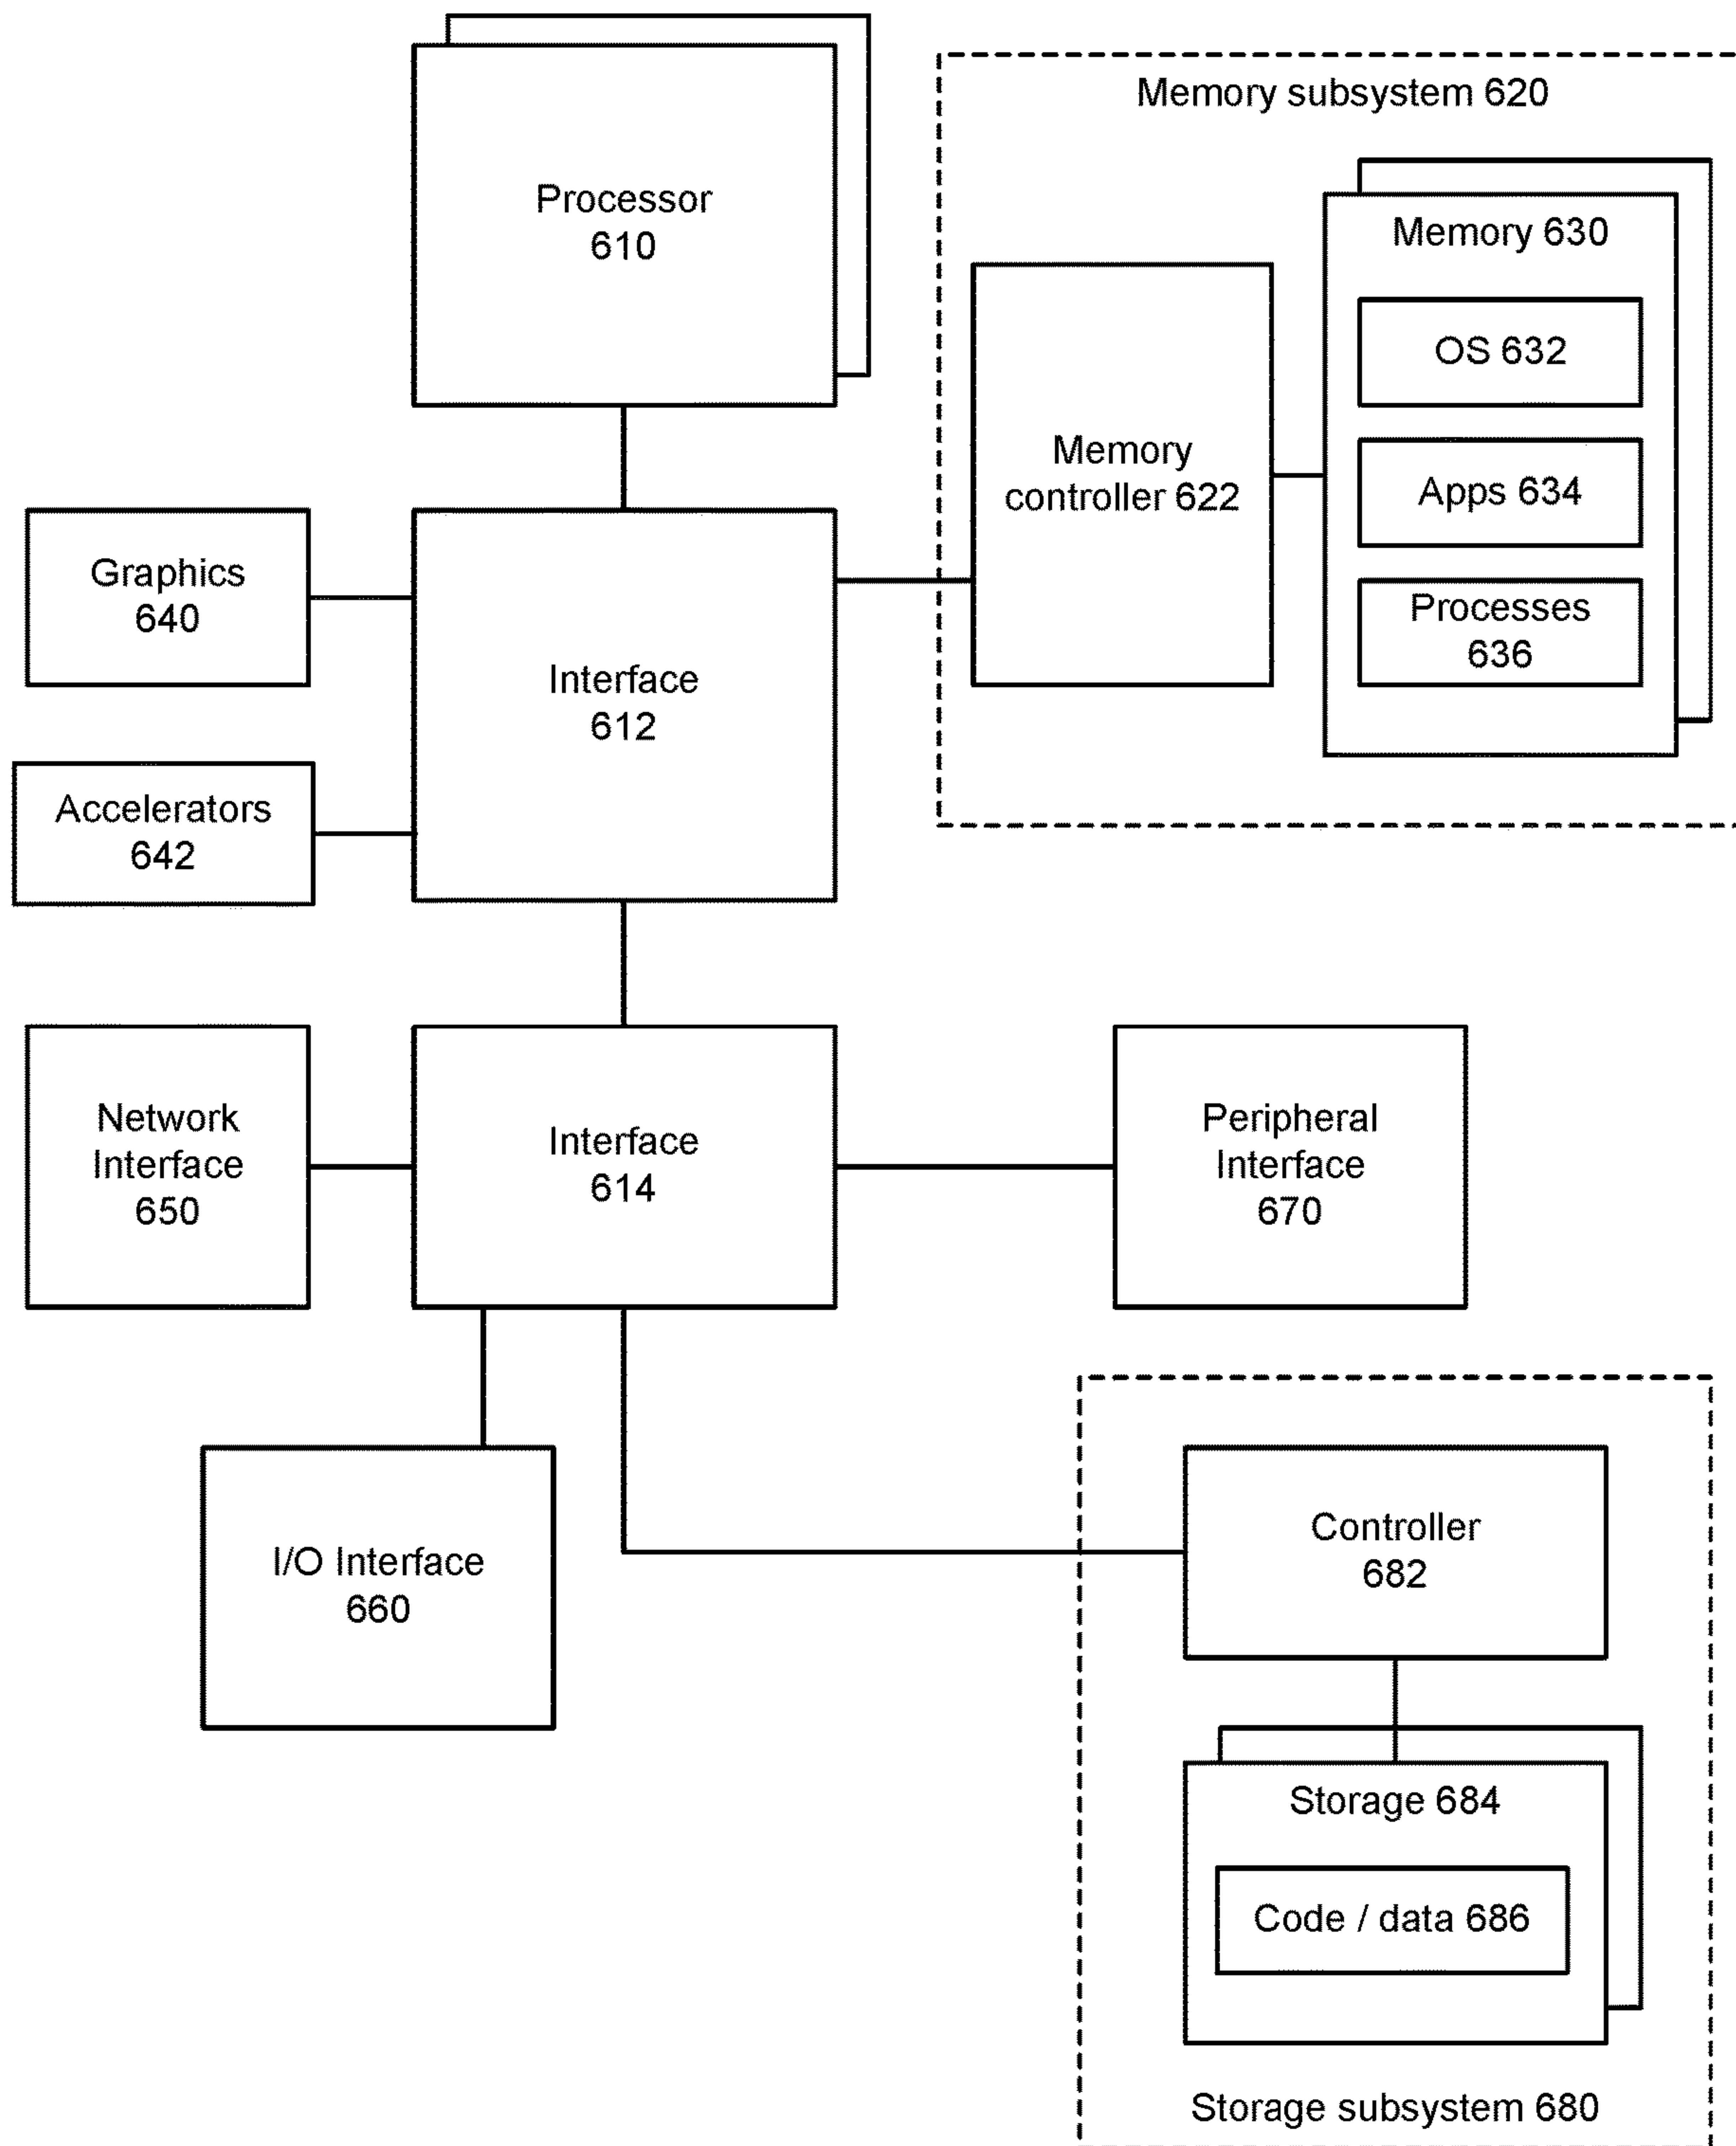 Processor
610
Memory subsystem 620
Memory 630
OS 632
Memory
controller 622
Apps 634
Processes
636
Graphics
640
Interface
612
Accelerators
642
Network
Interface
650
Interface
614
Peripheral
Interface
670
I/O Interface
660
Controller
682
Storage 684
Code / data 686
Storage subsystem 680